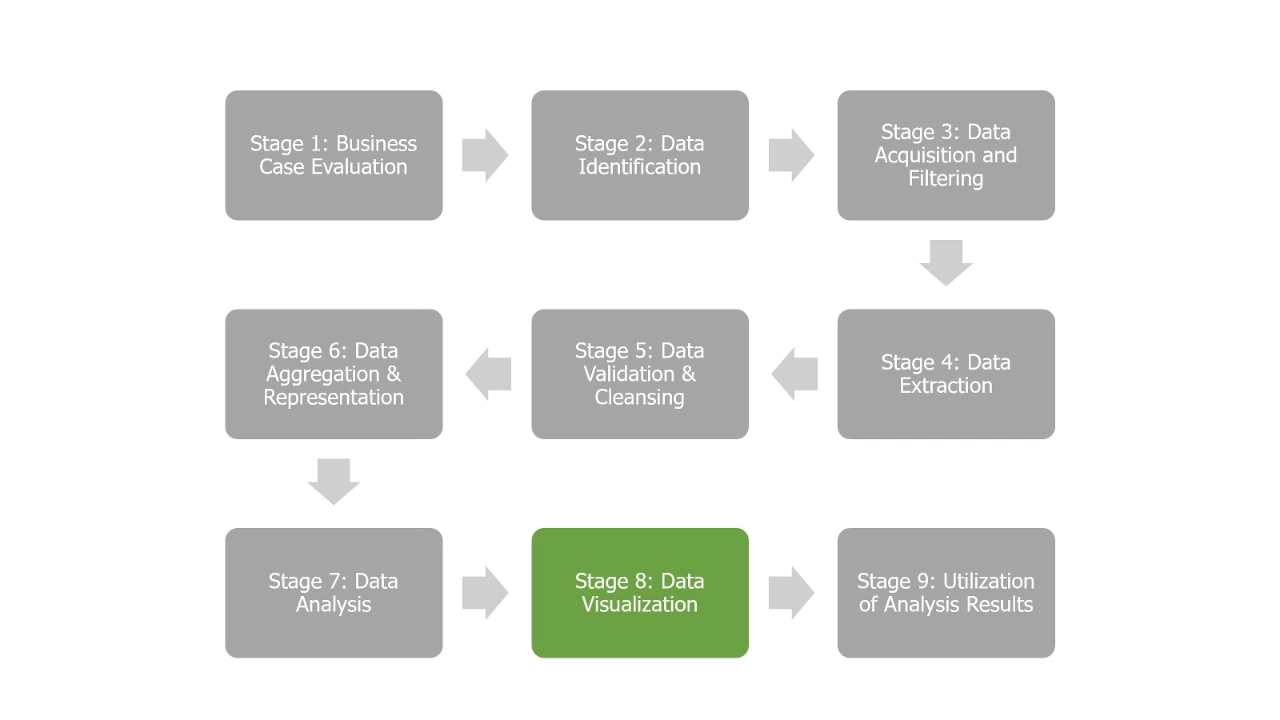 Stage 1: Business
Case Evaluation
Stage 2: Data
Identification
Stage 3: Data
Acquisition and
Filtering
Stage 4: Data
Extraction
Stage 5: Data
Validation &
Cleansing
Stage 6: Data
Aggregation &
Representation
Stage 7: Data
Analysis
Stage 8: Data
Visualization
Stage 9: Utilization
of Analysis Results